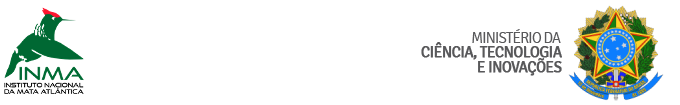 INMA
INSTITUTO NACIONAL
DA MATA ATLÂNTICA
MINISTÉRIO DA
CIÊNCIA, TECNOLOGIA
E INOVAÇÕES